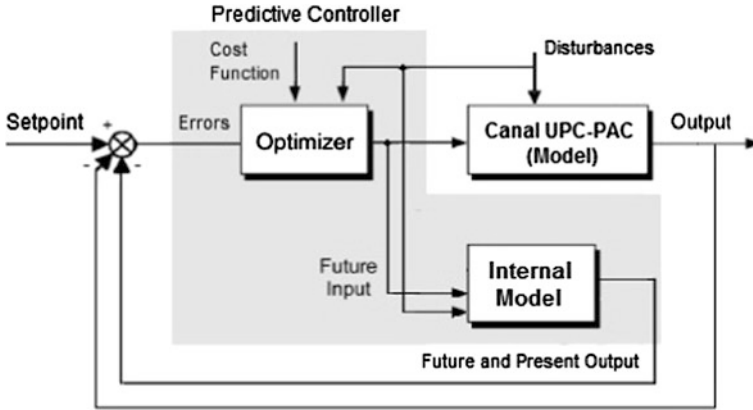 Predictive Controller
Cost
Function
Disturbances
Setpoint
+
-
-
Errors
Optimizer
Canal UPC-PAC
(Model)
Output
Future
Input
Internal
Model
Future and Present Output